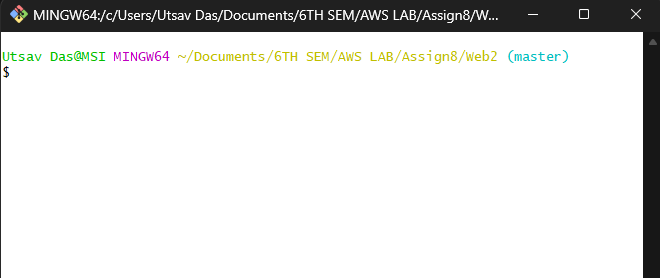 MINGW64:/c/Users/Utsav Das/Documents/6TH SEM/AWS LAB/Assign8/W...
Utsav Das@MSI MINGW64 ~/Documents/6TH SEM/AWS LAB/Assign8/Web2 (master)
$